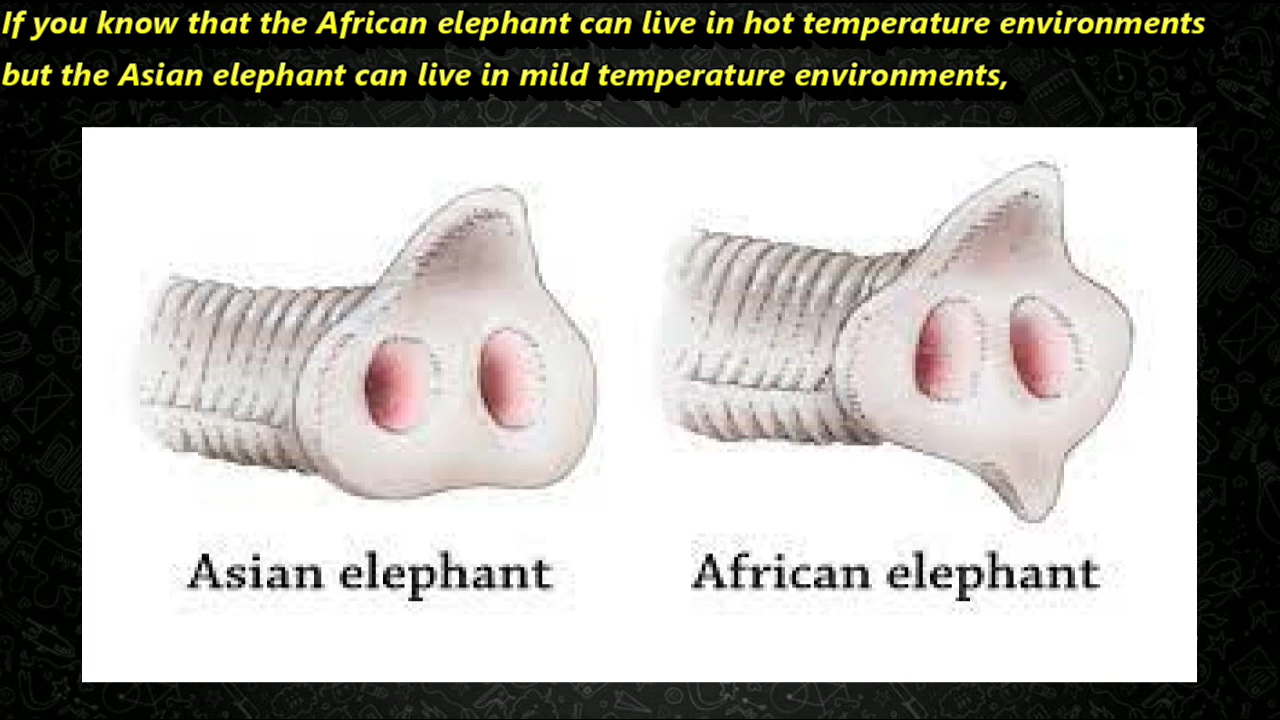 If you know that the African elephant can live in hot temperature environments
but the Asian elephant can live in mild temperature environments,
Asian elephant
African elephant